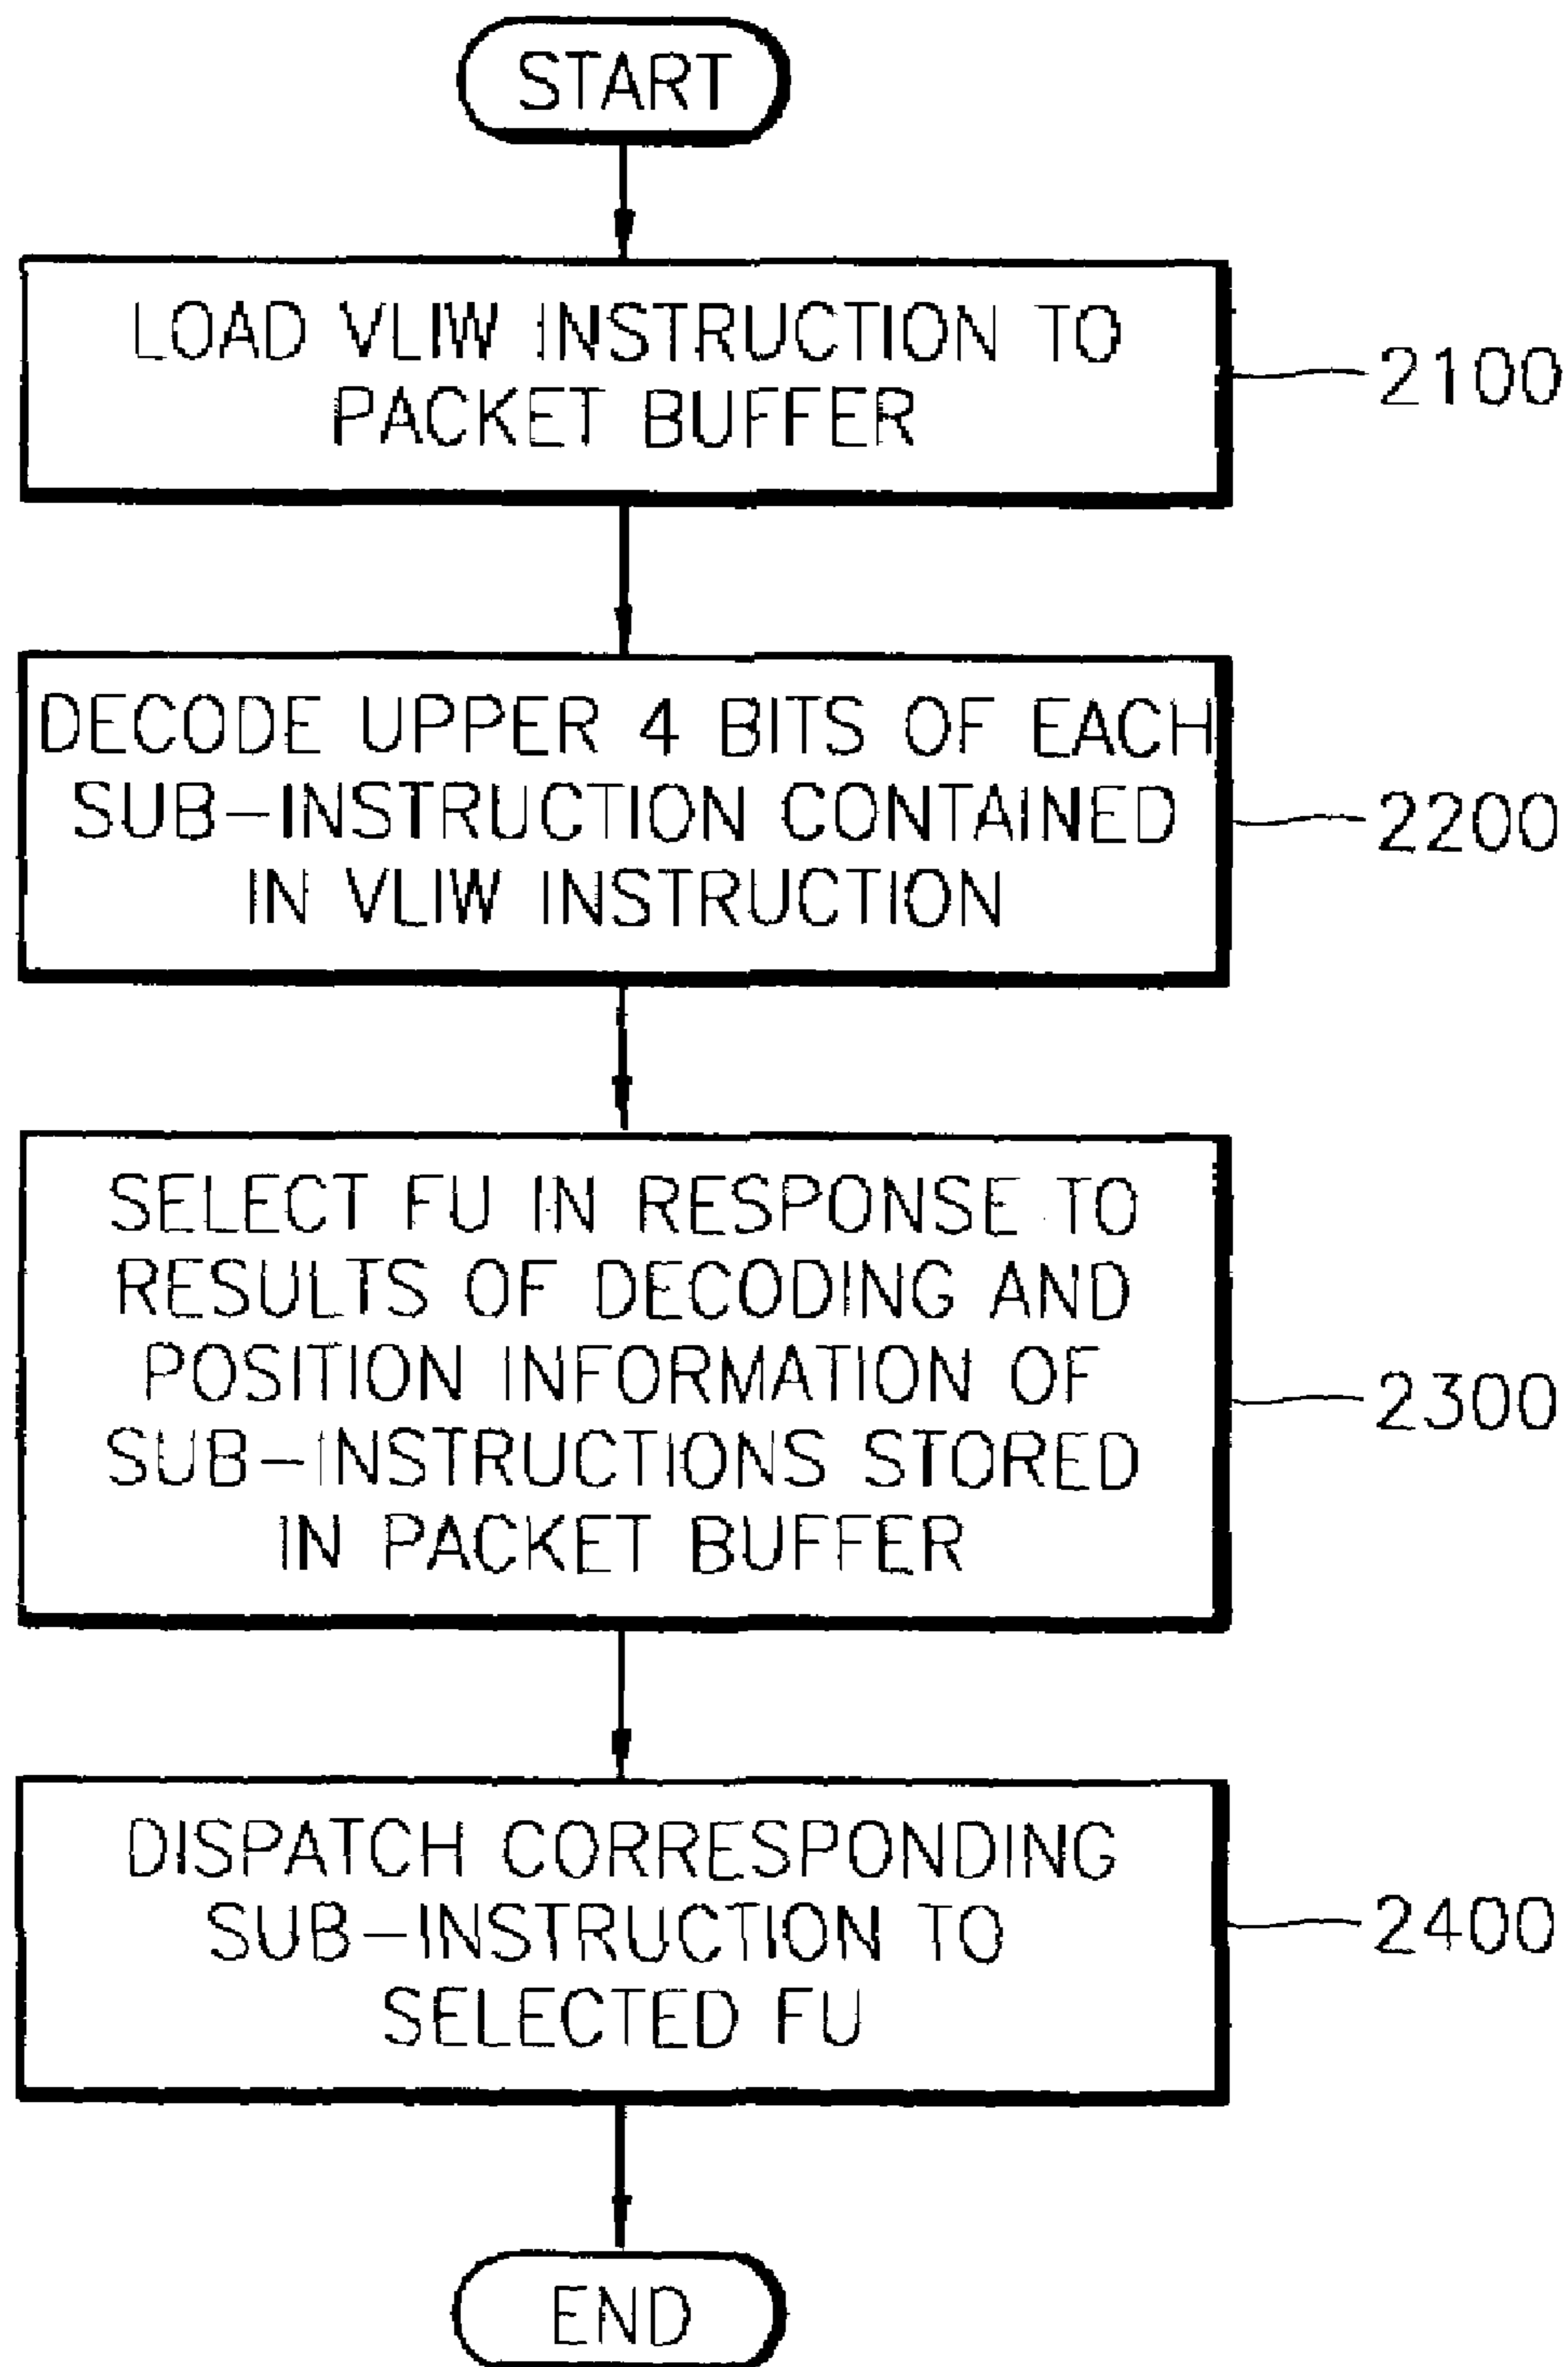 START
LOAD VLIW INSTRUCTION TO
PACKET BUFFER
2100
DECODE UPPER 4 BITS OF EACH
SUB-INSTRUCTION CONTAINED
IN VLIW INSTRUCTION
2200
SELECT FU IN RESPONSE TO
RESULTS OF DECODING AND
POSITION INFORMATION OF
SUB-INSTRUCTIONS STORED
IN PACKET BUFFER
2300
DISPATCH CORRESPONDING
SUB-INSTRUCTION TO
SELECTED FU
2400
END